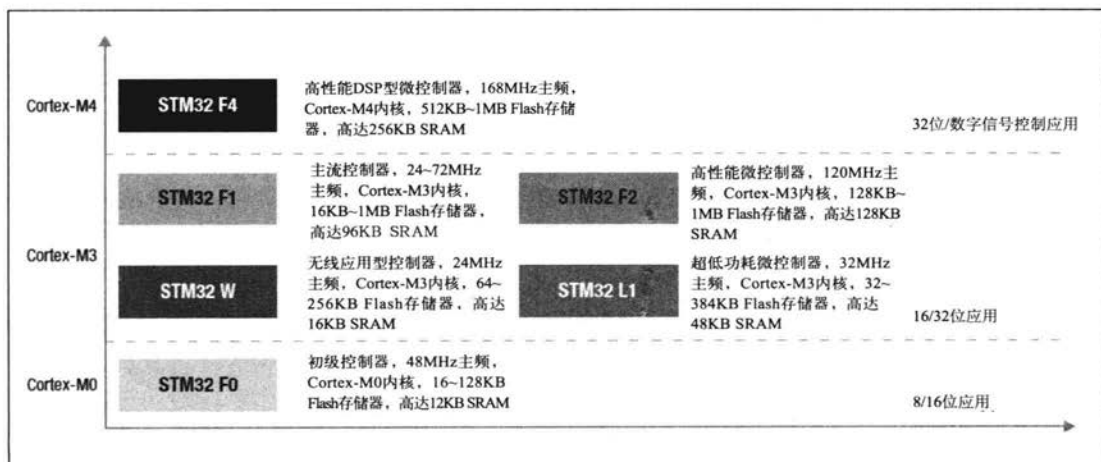 Cortex-M4
STM32 F4
高性能DSP型微控制器，168MHz主频，
Cortex-M4内核，512KB~1MB Flash存储
器，高达256KB SRAM
32位/数字信号控制应用
Cortex-M3
STM32 F1
主流控制器，24~72MHz
主频，Cortex-M3内核，
16KB~1MB Flash存储器，
高达96KB SRAM
STM32 F2
高性能微控制器，120MHz主
频，Cortex-M3内核，128KB~
1MB Flash存储器，高达128KB
SRAM
STM32 W
无线应用型控制器，24MHz
主频，Cortex-M3内核，64~
256KB Flash存储器，高达
16KB SRAM
STM32 L1
超低功耗微控制器，32MHz
主频，Cortex-M3内核，32~
384KB Flash存储器，高达
48KB SRAM
16/32位应用
Cortex-M0
STM32 F0
初级控制器，48MHz主频，
Cortex-M0内核，16~128KB
Flash存储器，高达12KB SRAM
8/16位应用